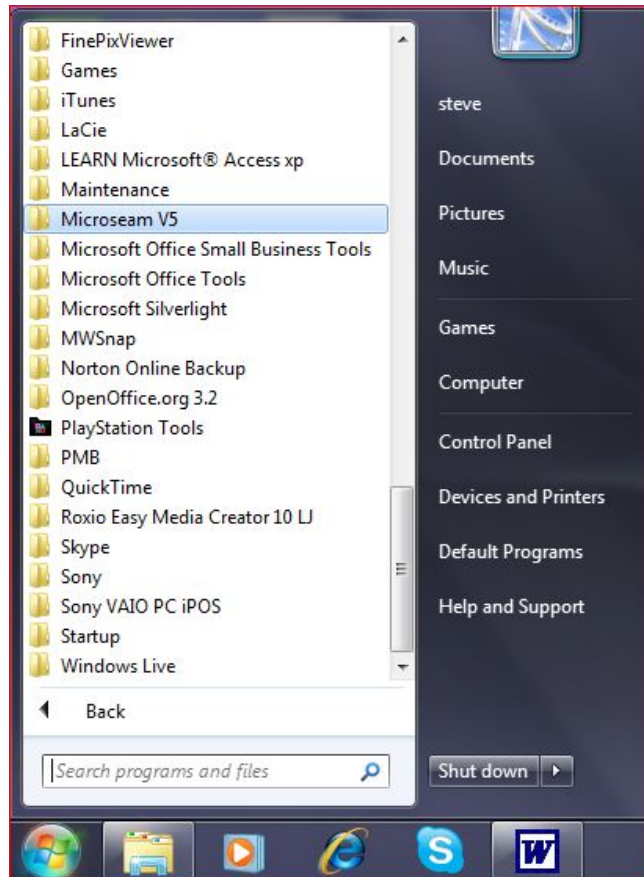 FinePixViewer
Games
iTunes
LaCie
LEARN Microsoft® Access xp
Maintenance
Microseam V5
Microsoft Office Small Business Tools
Microsoft Office Tools
Microsoft Silverlight
MWSnap
Norton Online Backup
OpenOffice.org 3.2
PlayStation Tools
PMB
QuickTime
Roxio Easy Media Creator 10 LJ
Skype
Sony
Sony VAIO PC iPOS
Startup
Windows Live
Back
Search programs and files
steve
Documents
Pictures
Music
Games
Computer
Control Panel
Devices and Printers
Default Programs
Help and Support
Shut down
S
W